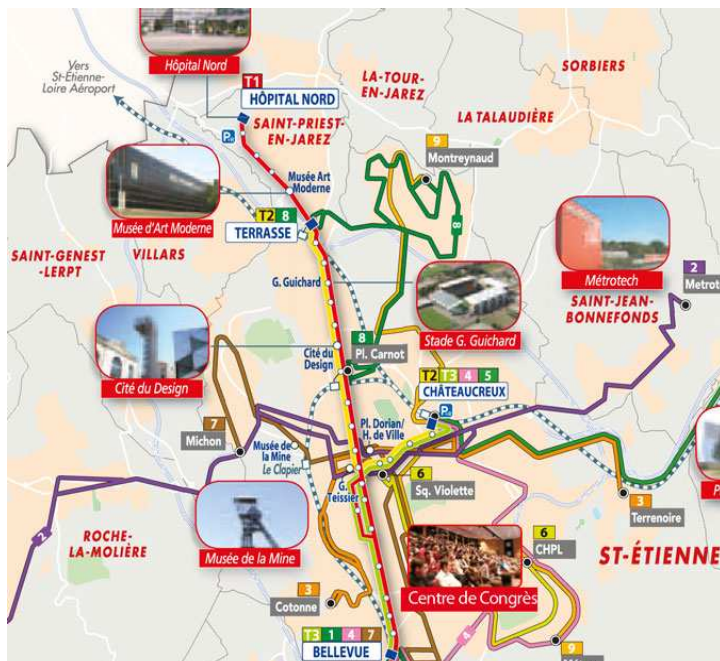 Hôpital Nord
Vers
St-Étienne-
Loire Aéroport
T1
HÔPITAL NORD
LA-TOUR-
EN-JAREZ
SORBIERS
SAINT-PRIEST
EN-JAREZ
LA TALAUDIÈRE
9
Montreynaud
P+R
Musée Art
Moderne
Musée d'Art Moderne
T2 8
TERRASSE
8
SAINT-GENEST
-LERPT
VILLARS
G. Guichard
Stade G. Guichard
Métrotech
2
SAINT-JEAN-
BONNEFONDS
Cité du Design
Cité du
Design
8
Pl. Carnot
T2 T3 4 5
CHÂTEAUCREUX
P+R
7
Michon
Musée de
la Mine
Le Clapier
Pl. Dorian/
H. de Ville
G.
Teissier
6
Sq. Violette
3
Terrenoire
2
Musée de la Mine
ROCHE-
LA-MOLIÈRE
6
CHPL
ST-ÉTIENNE
3
Cotonne
Centre de Congrès
T3 1 4 7
BELLEVUE
4
9